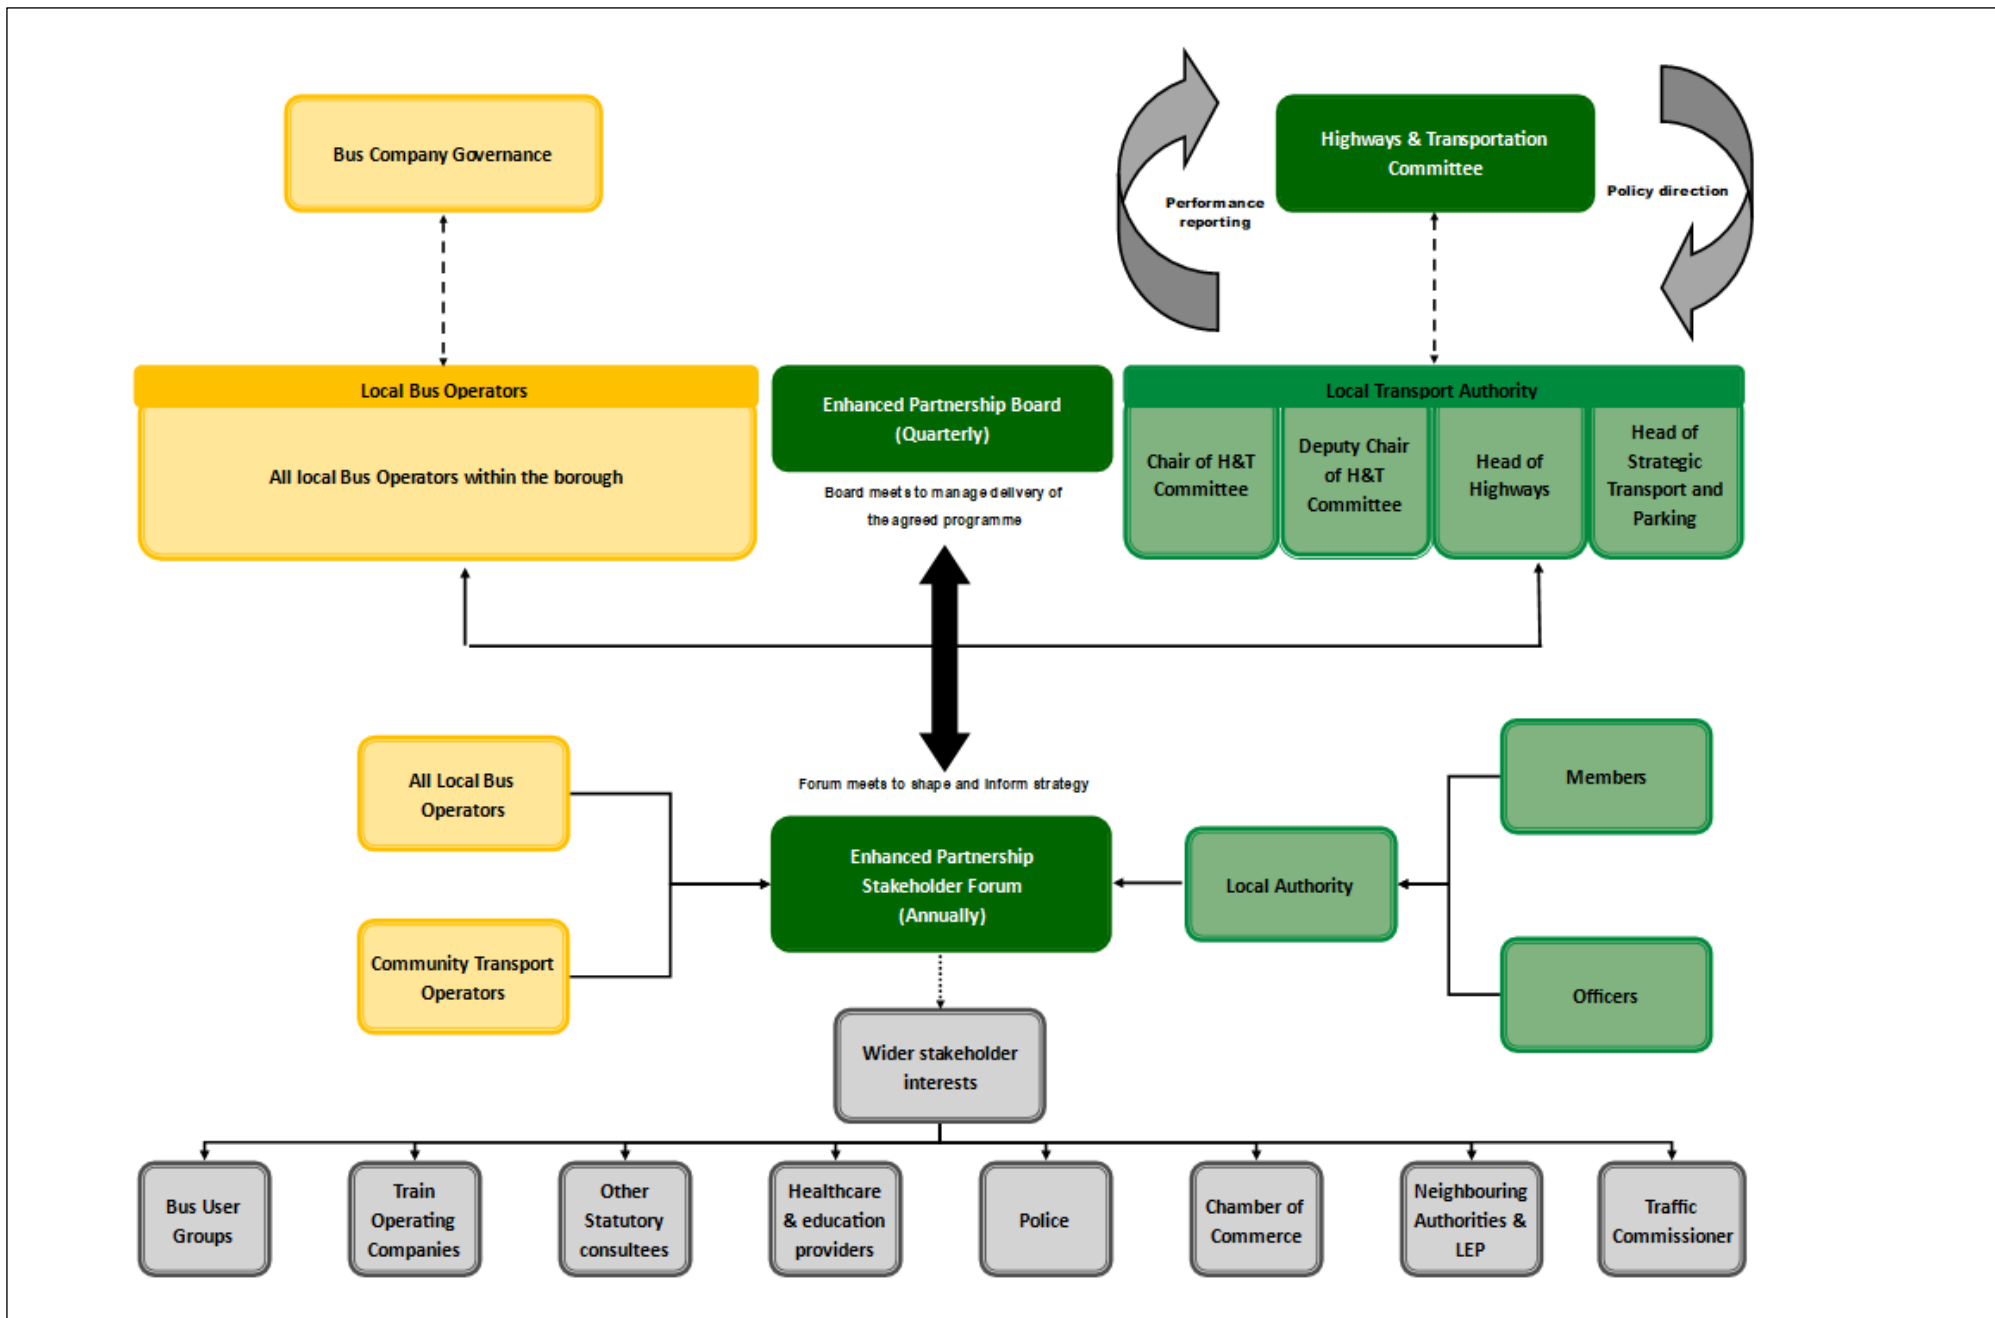 Bus Company Governance
Highways & Transportation
Committee
Performance
reporting
Policy direction
Local Bus Operators
All local Bus Operators within the borough
Enhanced Partnership Board
(Quarterly)
Board meets to manage delivery of
the agreed programme
Local Transport Authority
Chair of H&T
Committee
Deputy Chair
of H&T
Committee
Head of
Highways
Head of
Strategic
Transport and
Parking
Forum meets to shape and inform strategy
All Local Bus
Operators
Community Transport
Operators
Enhanced Partnership
Stakeholder Forum
(Annually)
Local Authority
Members
Officers
Wider stakeholder
interests
Bus User
Groups
Train
Operating
Companies
Other
Statutory
consultees
Healthcare
& education
providers
Police
Chamber of
Commerce
Neighbouring
Authorities &
LEP
Traffic
Commissioner